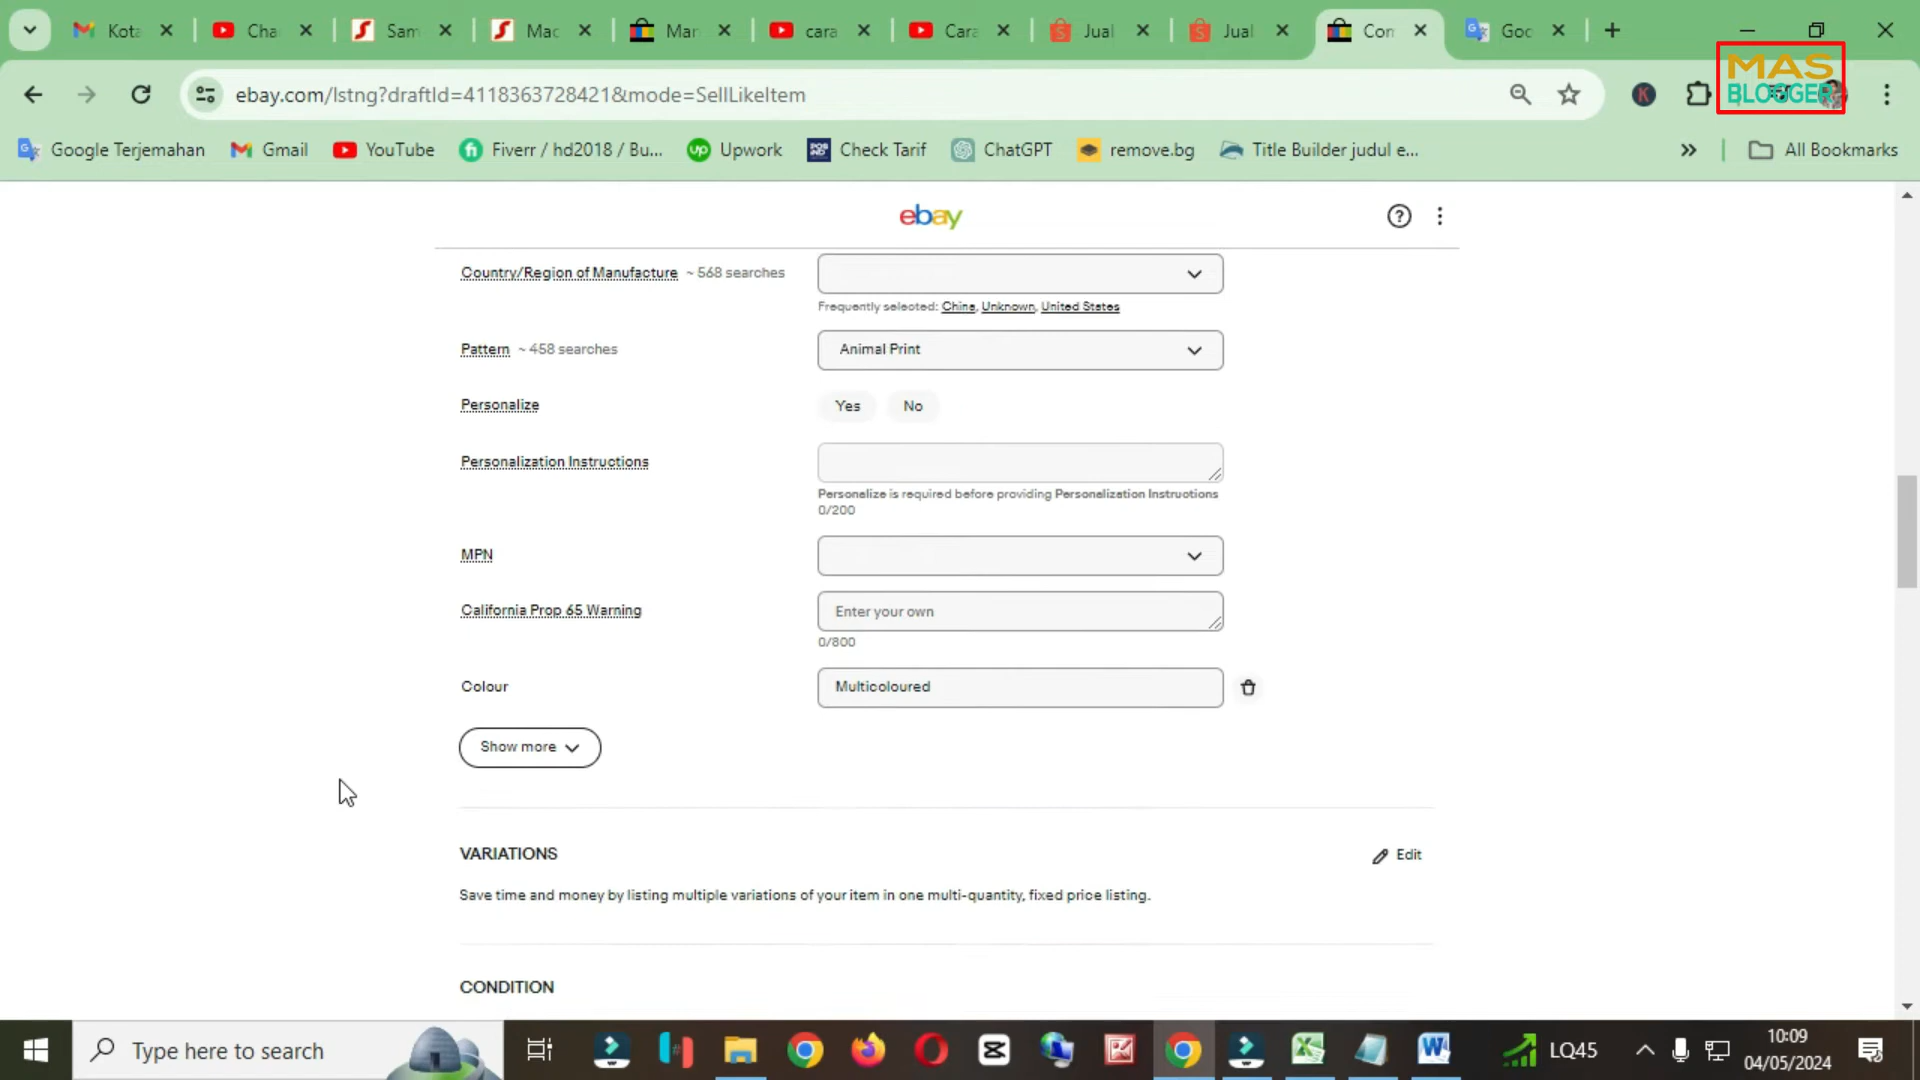 Kota
Cha
Sam
Mac
Mar
cara
Cara
Jual
Jual
Con
Goo
MAS
BLOGGER
ebay.com/lstng?draftId=4118363728421&mode=SellLikeItem
K
Google Terjemahan
Gmail
YouTube
Fiverr / hd2018 / Bu...
Upwork
Check Tarif
ChatGPT
remove.bg
Title Builder judul e...
All Bookmarks
ebay
Country/Region of Manufacture ~ 568 searches
Frequently selected: China, Unknown, United States
Pattern ~ 458 searches
Animal Print
Personalize
Yes No
Personalization Instructions
Personalize is required before providing Personalization Instructions
0/200
MPN
California Prop 65 Warning
Enter your own
0/800
Colour
Multicoloured
Show more
VARIATIONS
Edit
Save time and money by listing multiple variations of your item in one multi-quantity, fixed price listing.
CONDITION
Type here to search
LQ45
10:09
04/05/2024